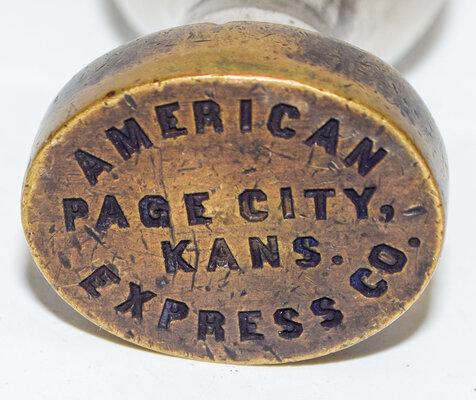 AMERICAN
PAGE CITY,
KANS.
EXPRESS CO.